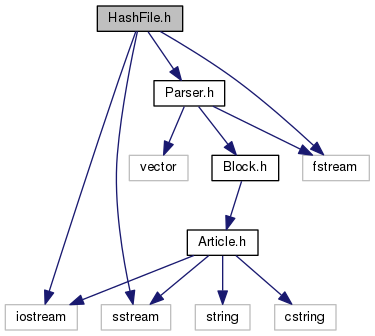 HashFile.h
Parser.h
vector
Block.h
fstream
Article.h
iostream
sstream
string
cstring